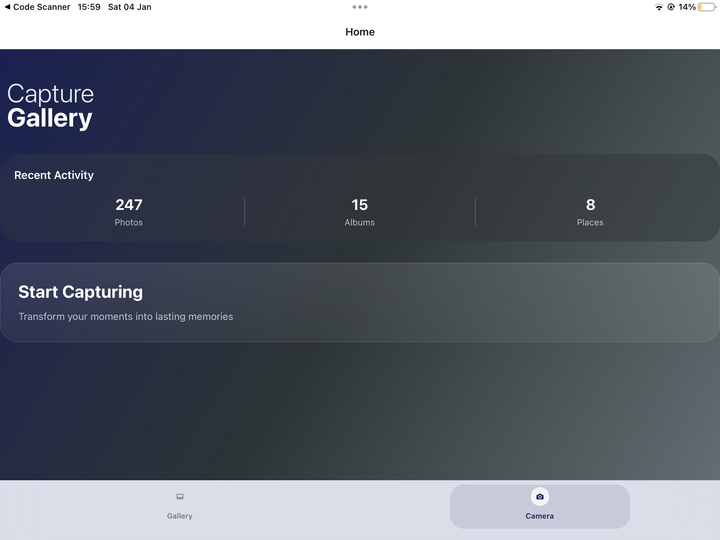 ◀ Code Scanner 15:59 Sat 04 Jan 14%
Home
Capture
Gallery
Recent Activity
247 15 8
Photos Albums Places
Start Capturing
Transform your moments into lasting memories
Gallery Camera